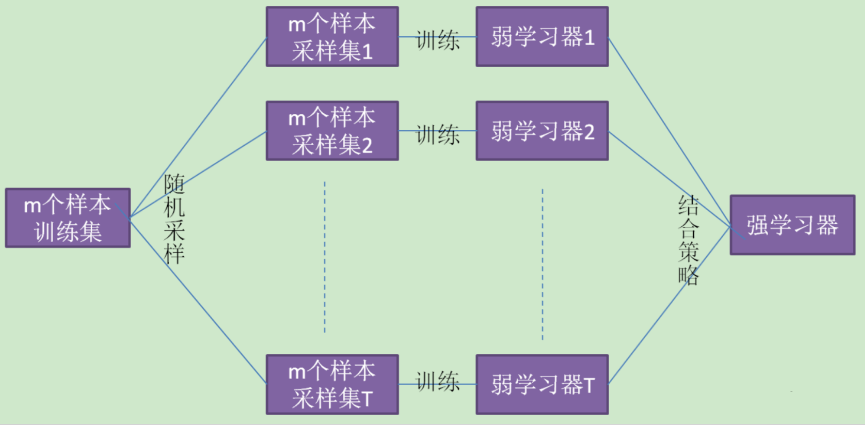 m个样本
采样集1
训练
弱学习器1
m个样本
采样集2
训练
弱学习器2
m个样本
训练集
随机采样
结合策略
强学习器
m个样本
采样集T
训练
弱学习器T